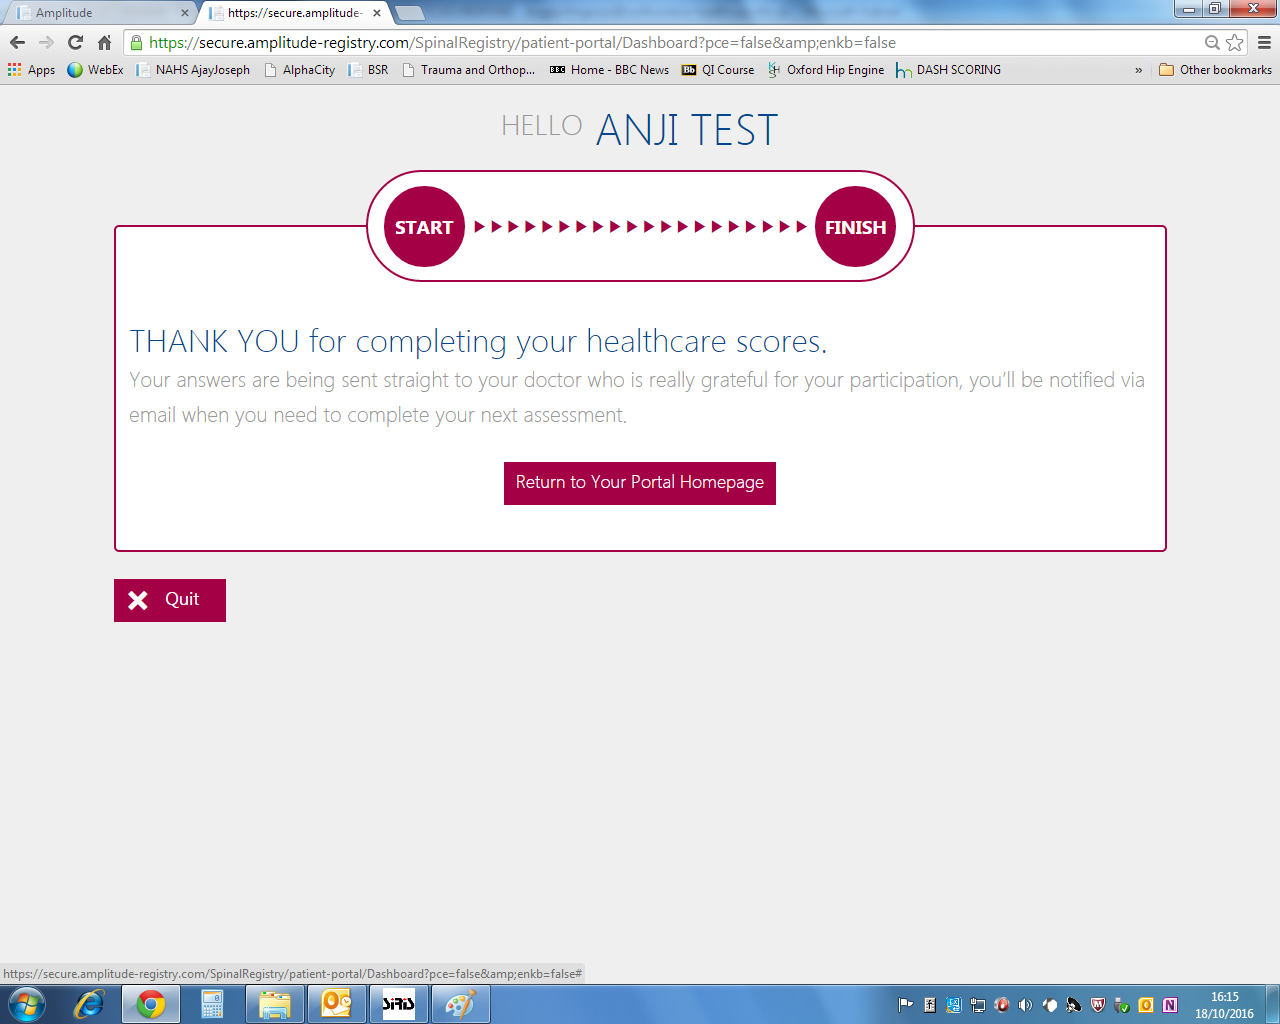 Amplitude
https://secure.amplitude-
https://secure.amplitude-registry.com/SpinalRegistry/patient-portal/Dashboard?pce=false&amp;enkb=false
Apps WebEx NAHS AjayJoseph AlphaCity BSR Trauma and Orthop... BBC Home - BBC News Bb QI Course Oxford Hip Engine DASH SCORING » Other bookmarks
HELLO ANJI TEST
START FINISH
THANK YOU for completing your healthcare scores.
Your answers are being sent straight to your doctor who is really grateful for your participation, you’ll be notified via
email when you need to complete your next assessment.
Return to Your Portal Homepage
Quit
https://secure.amplitude-registry.com/SpinalRegistry/patient-portal/Dashboard?pce=false&amp;enkb=false#
SIRIS
16:15
18/10/2016